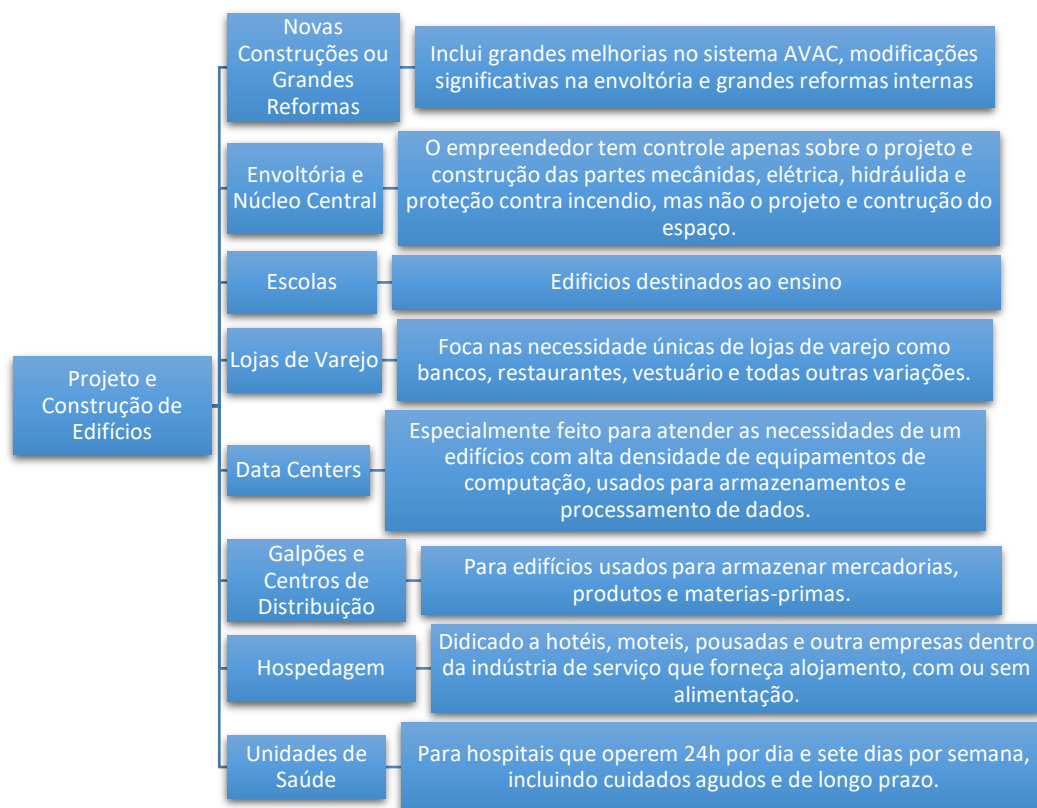 Projeto e
Construção de
Edifícios
Novas
Construções ou
Grandes
Reformas
Inclui grandes melhorias no sistema AVAC, modificações
significativas na envoltória e grandes reformas internas
Envoltória e
Núcleo Central
O empreendedor tem controle apenas sobre o projeto e
construção das partes mecânidas, elétrica, hidráulida e
proteção contra incendio, mas não o projeto e contrução do
espaço.
Escolas
Edificios destinados ao ensino
Lojas de Varejo
Foca nas necessidade únicas de lojas de varejo como
bancos, restaurantes, vestuário e todas outras variações.
Data Centers
Especialmente feito para atender as necessidades de um
edifícios com alta densidade de equipamentos de
computação, usados para armazenamentos e
processamento de dados.
Galpões e
Centros de
Distribuição
Para edifícios usados para armazenar mercadorias,
produtos e materias-primas.
Hospedagem
Didicado a hotéis, moteis, pousadas e outra empresas dentro
da indústria de serviço que forneça alojamento, com ou sem
alimentação.
Unidades de
Saúde
Para hospitais que operem 24h por dia e sete dias por semana,
incluindo cuidados agudos e de longo prazo.